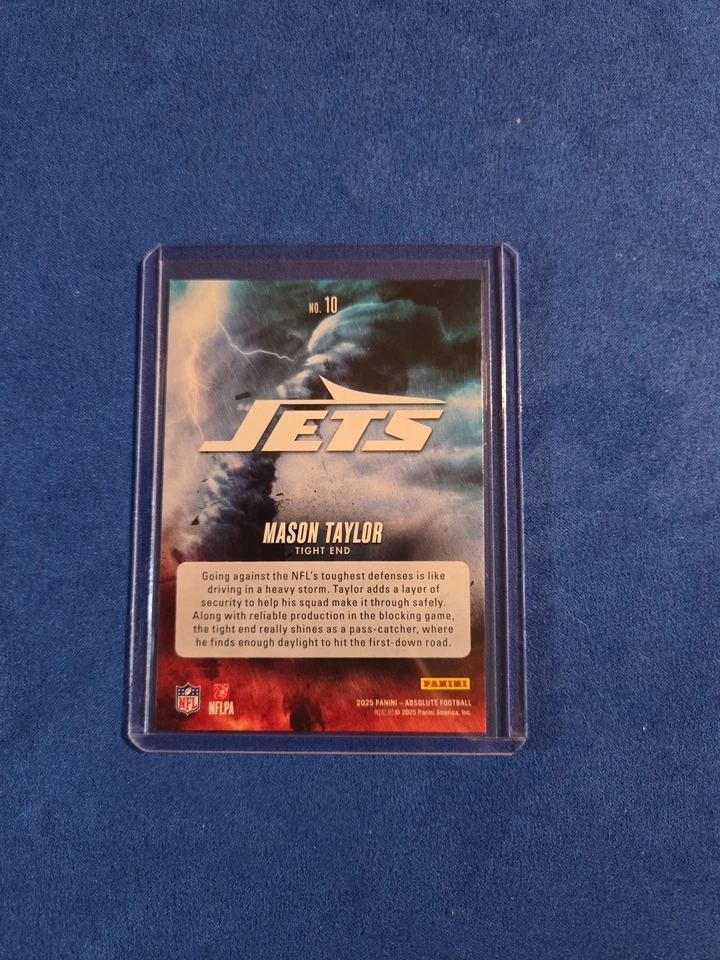 NO. 10
JETS
MASON TAYLOR
TIGHT END
Going against the NFL's toughest defenses is like
driving in a heavy storm. Taylor adds a layer of
security to help his squad make it through safely.
Along with reliable production in the blocking game,
the tight end really shines as a pass-catcher, where
he finds enough daylight to hit the first-down road.
PANINI
NFL
NFLPA
2025 PANINI – ABSOLUTE FOOTBALL
© 2025 Panini America, Inc.